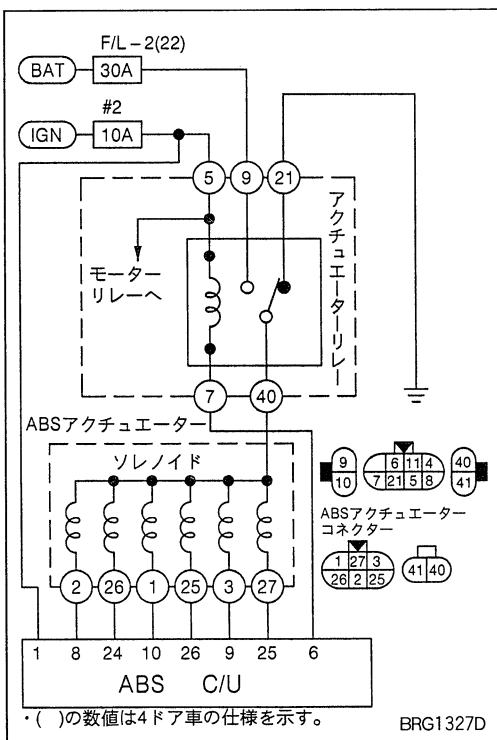 F/L-2(22)
BAT 30A
#2
IGN 10A
5 9 21
アクチュエーターリレー
モーター
リレーへ
7 40
ABSアクチュエーター
ソレノイド
9 6 11 4 40
10 7 21 5 8 41
ABSアクチュエーター
コネクター
1 27 3
26 2 25 41 40
2 26 1 25 3 27
1 8 24 10 26 9 25 6
ABS C/U
・( )の数値は4ドア車の仕様を示す。
BRG1327D